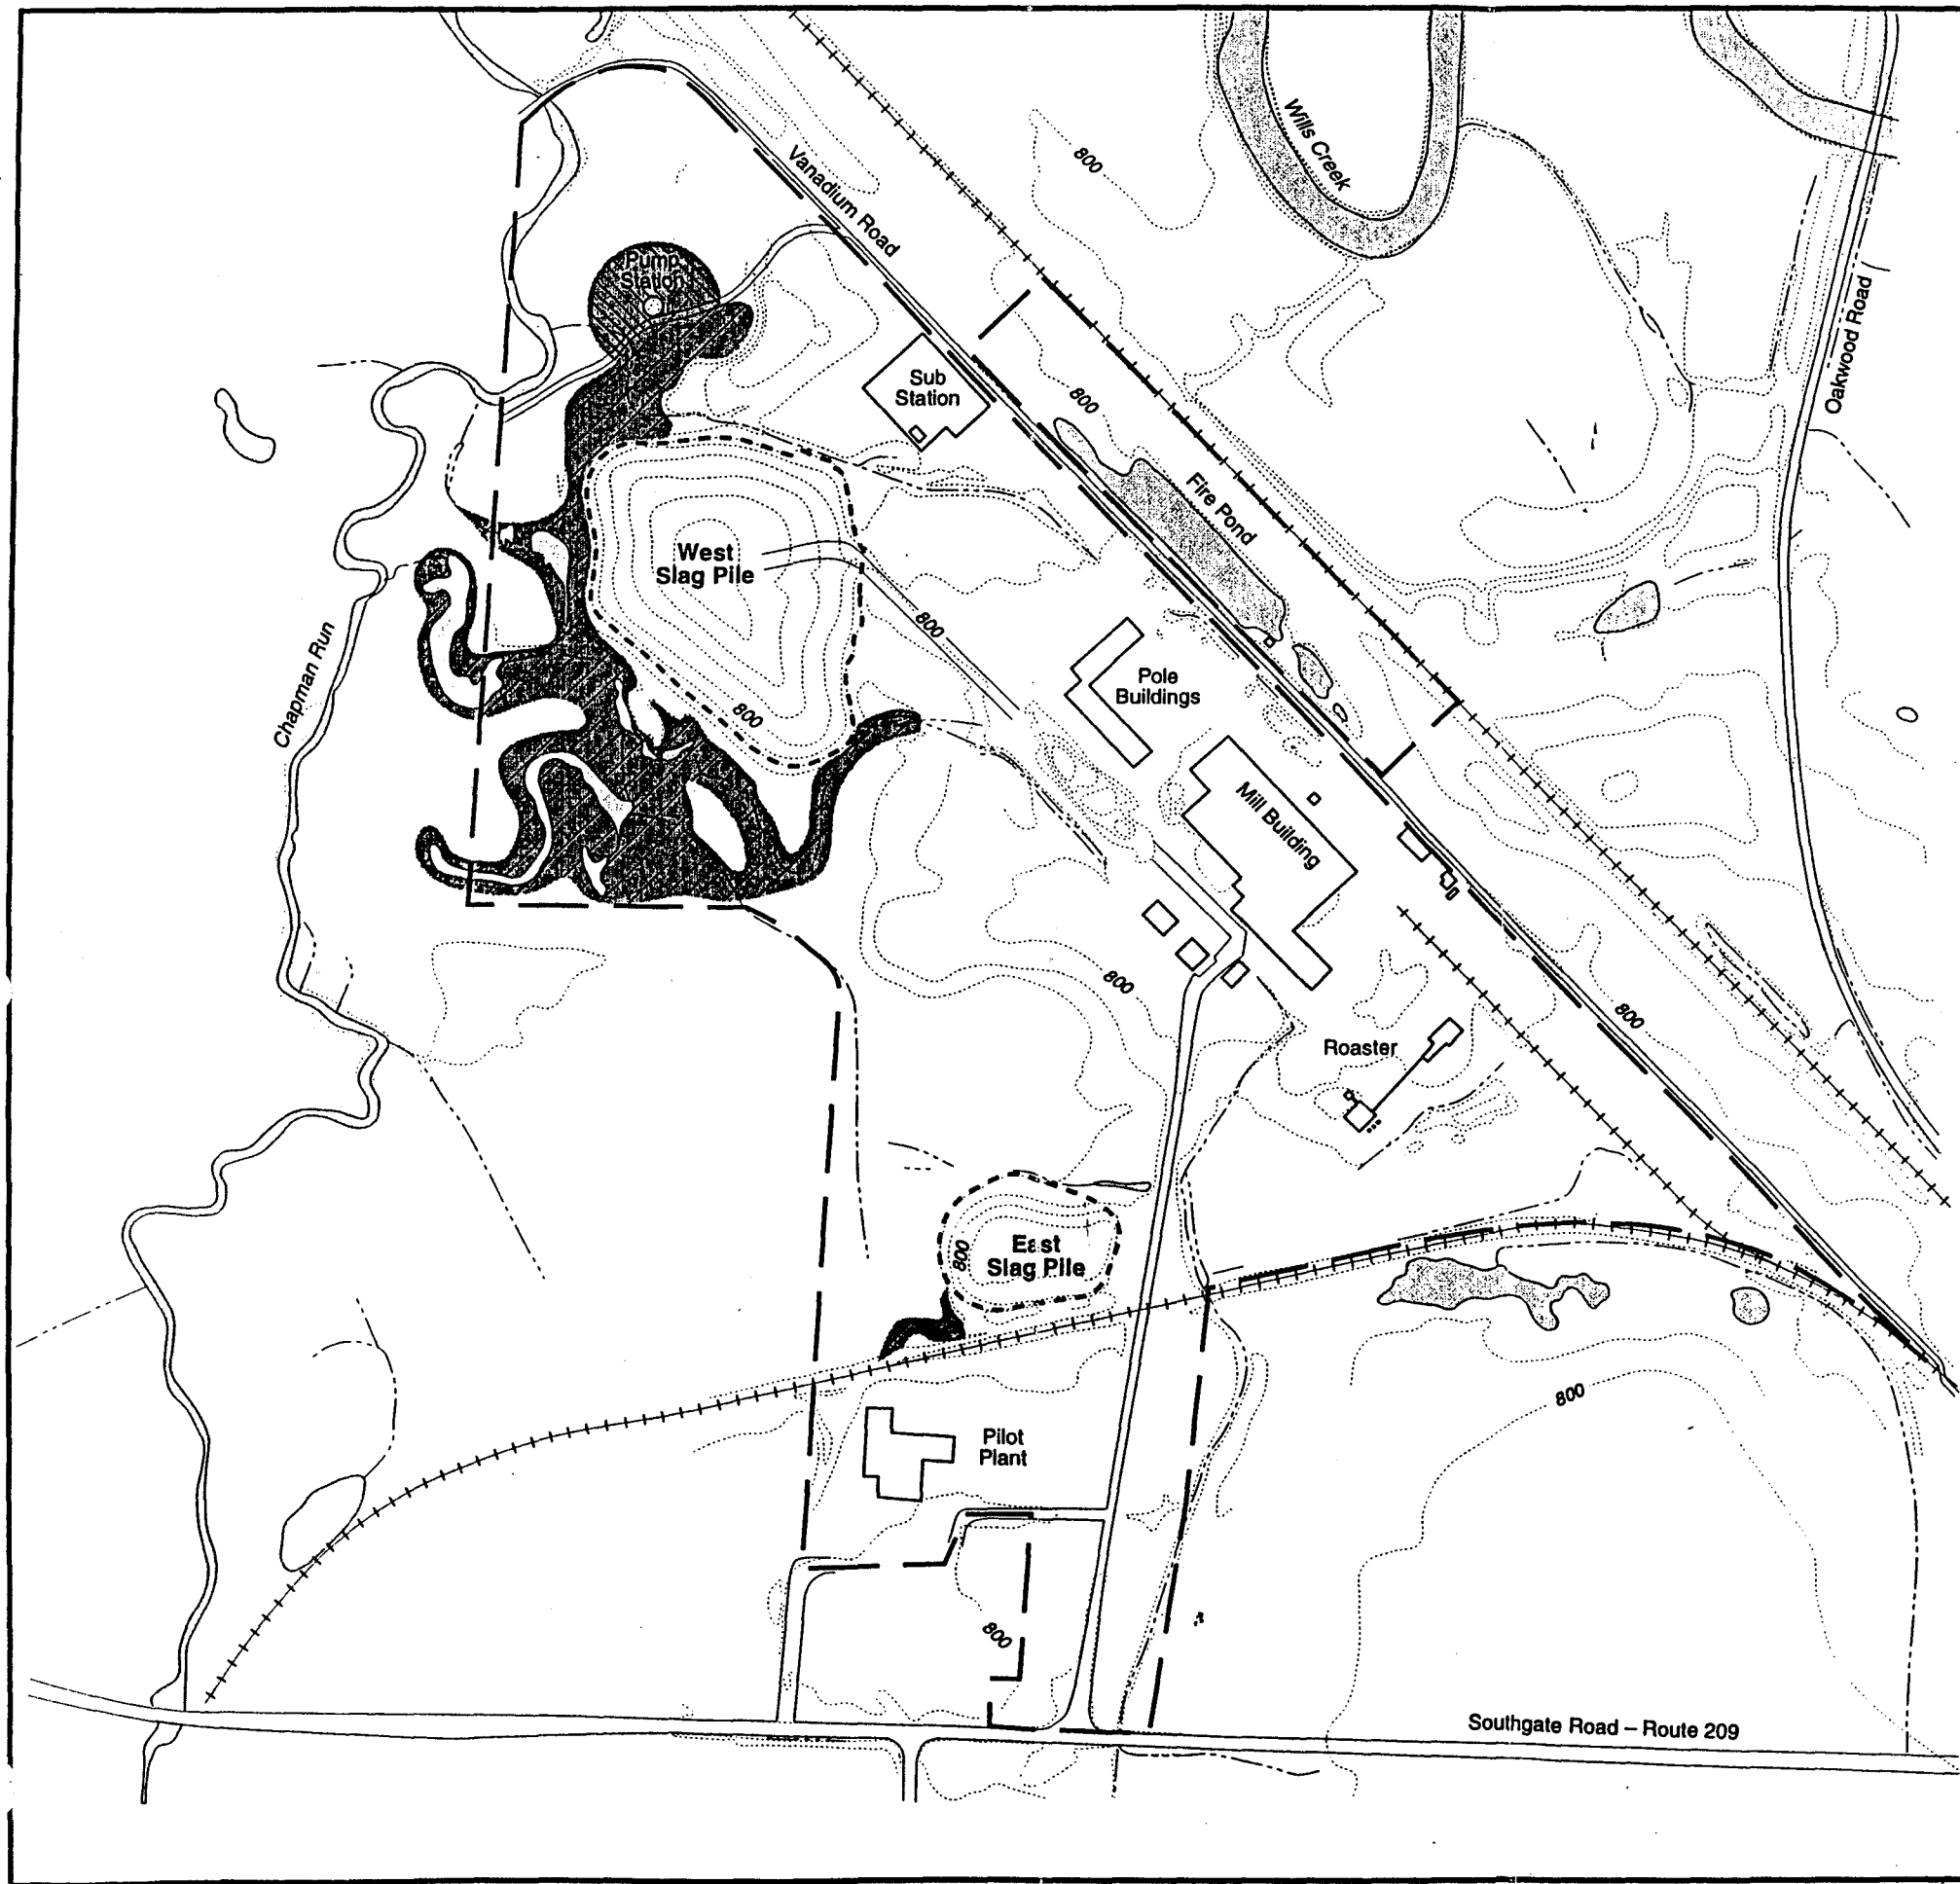 Wills Creek
800
Vanadium Road
Pump
Station
Oakwood Road
Sub
Station
800
Fire Pond
West
Slag Pile
800
Chapman Run
Pole
Buildings
800
Mill Building
800
800
Roaster
East
Slag Pile
800
800
Pilot
Plant
800
Southgate Road – Route 209